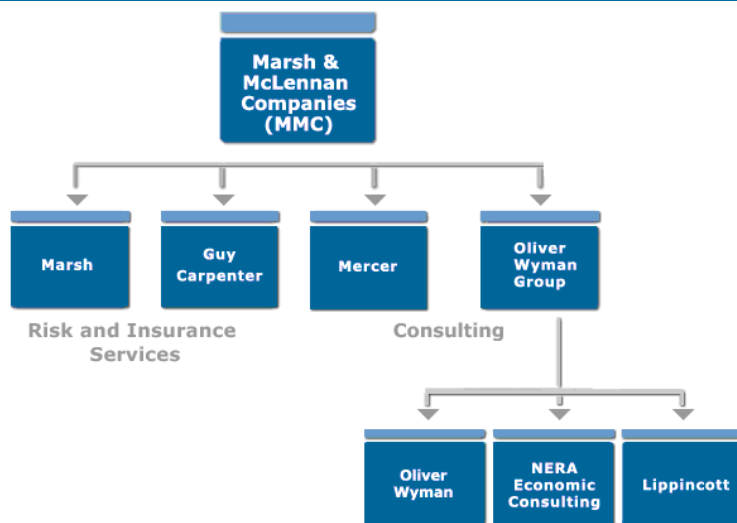 Marsh &
McLennan
Companies
(MMC)
Marsh
Guy
Carpenter
Mercer
Oliver
Wyman
Group
Risk and Insurance
Services
Consulting
Oliver
Wyman
NERA
Economic
Consulting
Lippincott